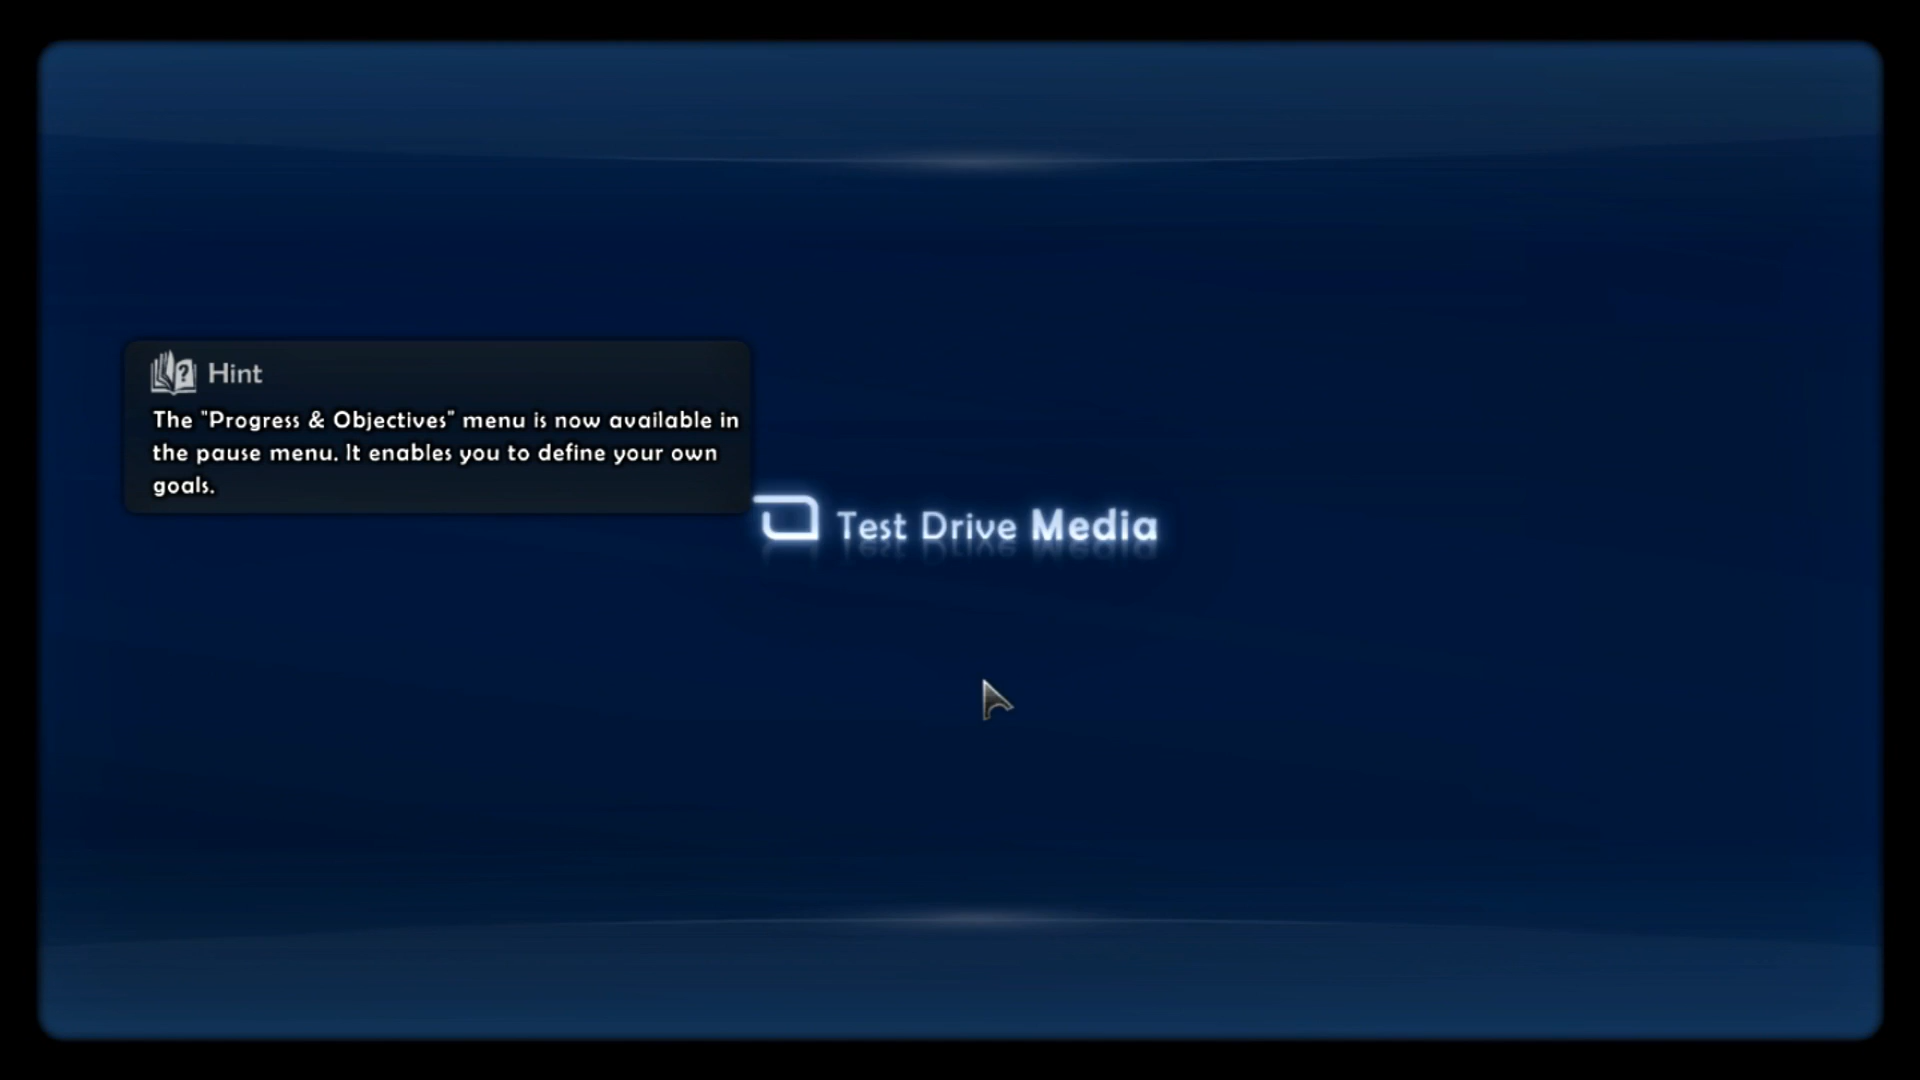 Hint
The "Progress & Objectives" menu is now available in
the pause menu. It enables you to define your own
goals.
Test Drive Media